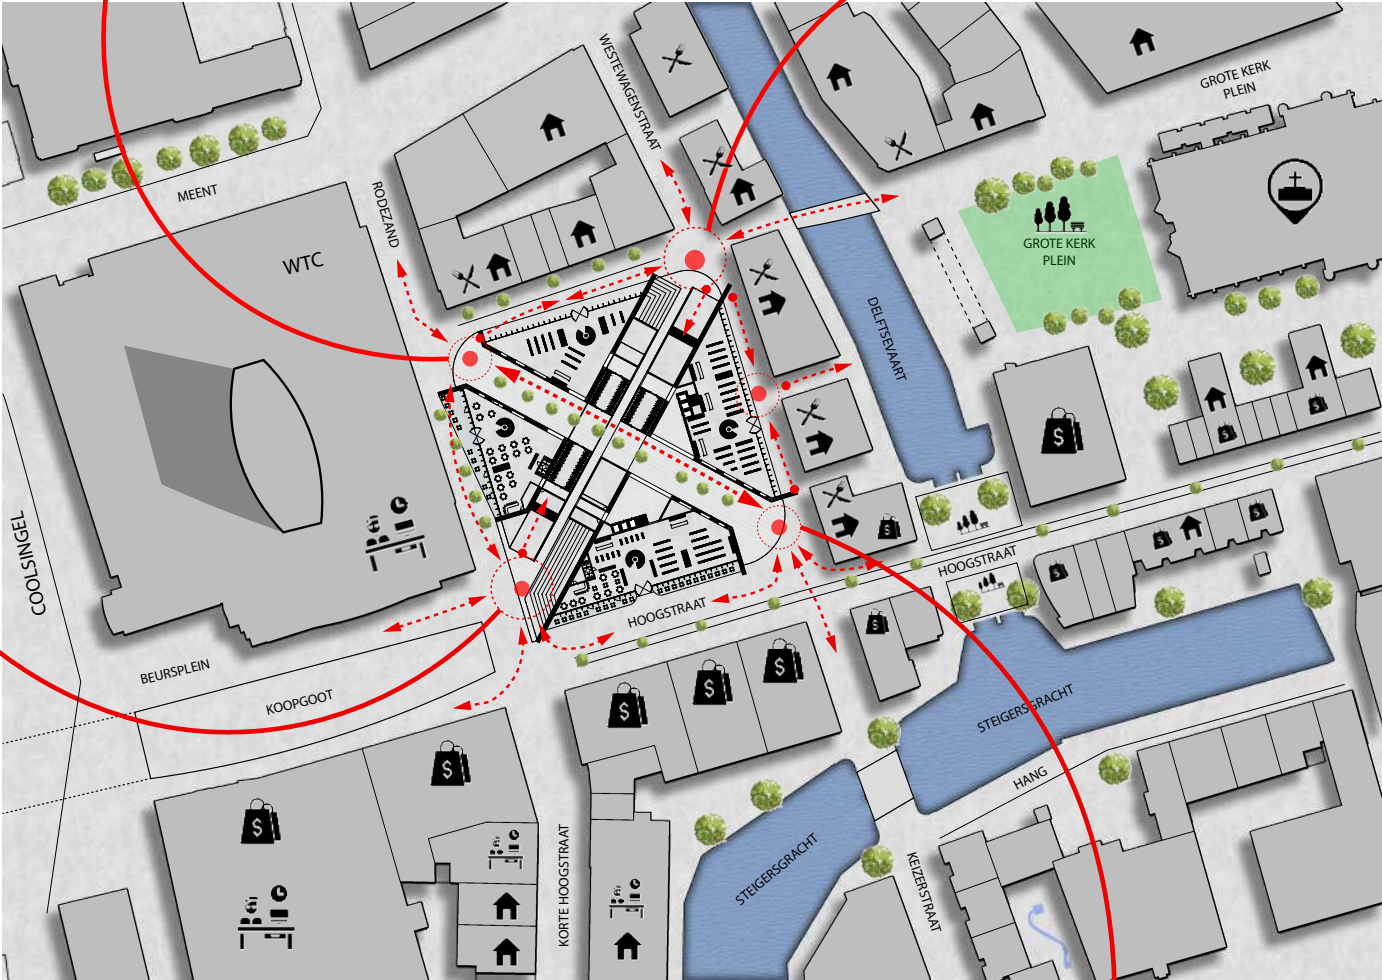 WESTEWAGENSTRAAT
GROTE KERK
PLEIN
MEENT
RODEZAND
WTC
GROTE KERK
PLEIN
DELFTSEVAART
COOLSINGEL
HOOGSTRAAT
HOOGSTRAAT
BEURSPLEIN
KOOPGOOT
STEIGERSGRACHT
HANG
STEIGERSGRACHT
KORTE HOOGSTRAAT
KEIZERSTRAAT